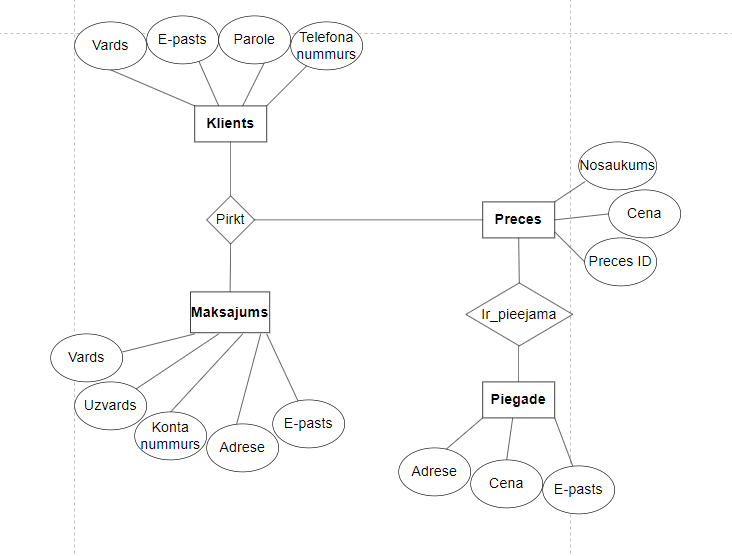 Vards
E-pasts
Parole
Telefona
nummurs
Klients
Pirkt
Nosaukums
Cena
Preces
Preces ID
Ir_pieejama
Maksajums
Vards
Uzvards
Konta
nummurs
Adrese
E-pasts
Piegade
Adrese
Cena
E-pasts